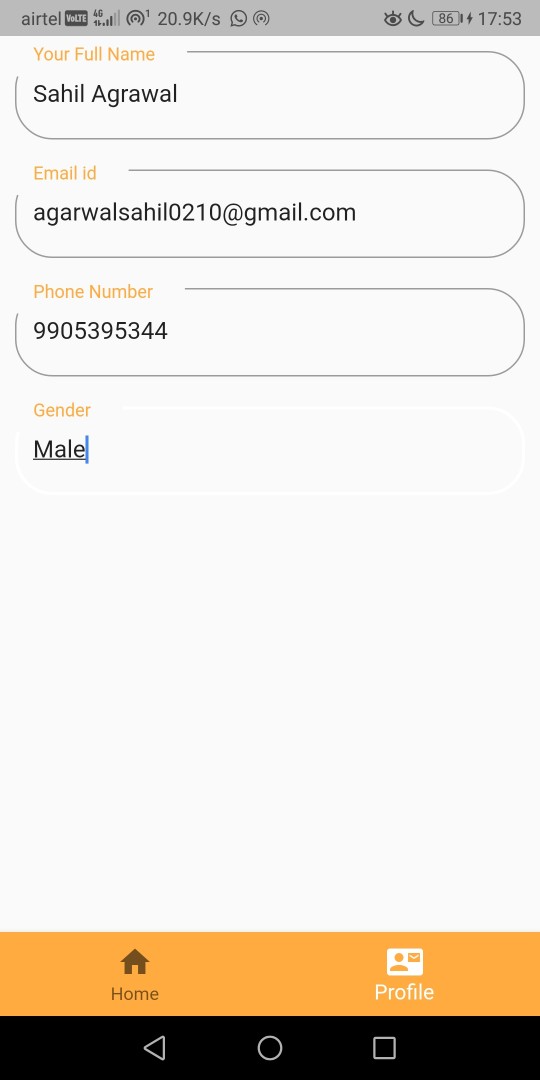 airtel VoLTE 4G 1 20.9K/s 86 17:53
Your Full Name
Sahil Agrawal
Email id
agarwalsahil0210@gmail.com
Phone Number
9905395344
Gender
Male
Home Profile